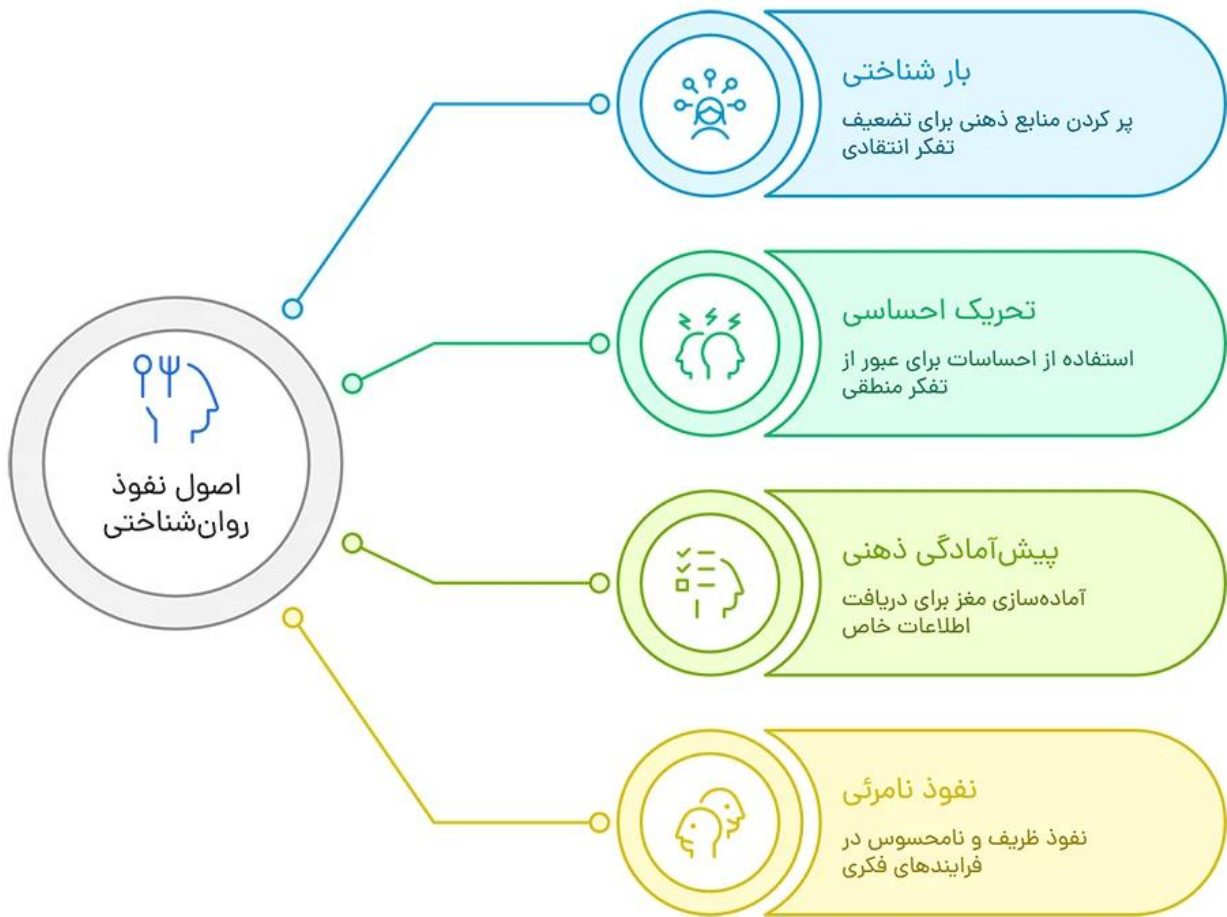 اصول نفوذ
روان‌شناختی
بار شناختی
پر کردن منابع ذهنی برای تضعیف
تفکر انتقادی
تحریک احساسی
استفاده از احساسات برای عبور از
تفکر منطقی
پیش‌آمادگی ذهنی
آماده‌سازی مغز برای دریافت
اطلاعات خاص
نفوذ نامرئی
نفوذ ظریف و نامحسوس در
فرایندهای فکری